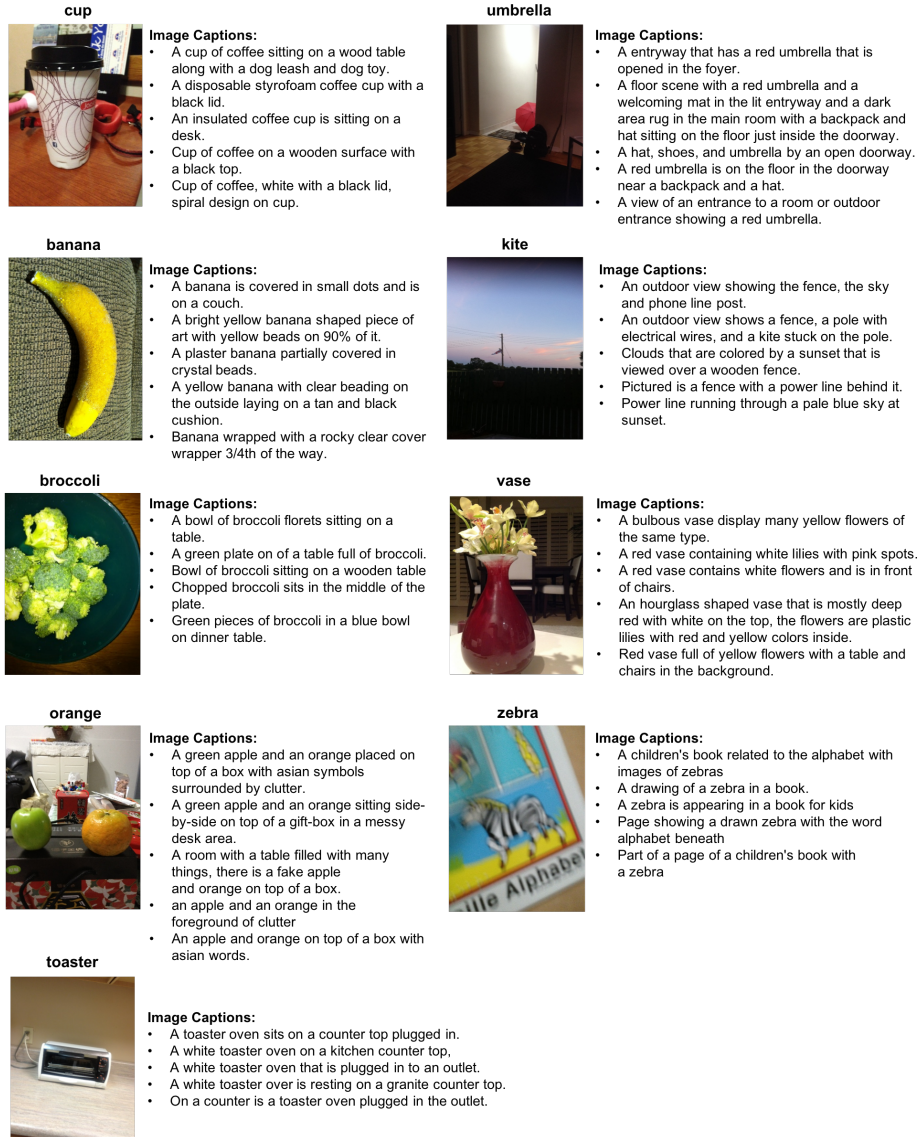 cup
Image Captions:
• A cup of coffee sitting on a wood table
along with a dog leash and dog toy.
• A disposable styrofoam coffee cup with a
black lid.
• An insulated coffee cup is sitting on a
desk.
• Cup of coffee on a wooden surface with
a black top.
• Cup of coffee, white with a black lid,
spiral design on cup.
umbrella
Image Captions:
• A entryway that has a red umbrella that is
opened in the foyer.
• A floor scene with a red umbrella and a
welcoming mat in the lit entryway and a dark
area rug in the main room with a backpack and
hat sitting on the floor just inside the doorway.
• A hat, shoes, and umbrella by an open doorway.
• A red umbrella is on the floor in the doorway
near a backpack and a hat.
• A view of an entrance to a room or outdoor
entrance showing a red umbrella.
banana
Image Captions:
• A banana is covered in small dots and is
on a couch.
• A bright yellow banana shaped piece of
art with yellow beads on 90% of it.
• A plaster banana partially covered in
crystal beads.
• A yellow banana with clear beading on
the outside laying on a tan and black
cushion.
• Banana wrapped with a rocky clear cover
wrapper 3/4th of the way.
kite
Image Captions:
• An outdoor view showing the fence, the sky
and phone line post.
• An outdoor view shows a fence, a pole with
electrical wires, and a kite stuck on the pole.
• Clouds that are colored by a sunset that is
viewed over a wooden fence.
• Pictured is a fence with a power line behind it.
• Power line running through a pale blue sky at
sunset.
broccoli
Image Captions:
• A bowl of broccoli florets sitting on a
table.
• A green plate on of a table full of broccoli.
• Bowl of broccoli sitting on a wooden table
• Chopped broccoli sits in the middle of the
plate.
• Green pieces of broccoli in a blue bowl
on dinner table.
vase
Image Captions:
• A bulbous vase display many yellow flowers of
the same type.
• A red vase containing white lilies with pink spots.
• A red vase contains white flowers and is in front
of chairs.
• An hourglass shaped vase that is mostly deep
red with white on the top, the flowers are plastic
lilies with red and yellow colors inside.
• Red vase full of yellow flowers with a table and
chairs in the background.
orange
Image Captions:
• A green apple and an orange placed on
top of a box with asian symbols
surrounded by clutter.
• A green apple and an orange sitting side-
by-side on top of a gift-box in a messy
desk area.
• A room with a table filled with many
things, there is a fake apple
and orange on top of a box.
• an apple and an orange in the
foreground of clutter
• An apple and orange on top of a box with
asian words.
zebra
ille Alphabet
Image Captions:
• A children's book related to the alphabet with
images of zebras
• A drawing of a zebra in a book.
• A zebra is appearing in a book for kids
• Page showing a drawn zebra with the word
alphabet beneath
• Part of a page of a children's book with
a zebra
toaster
Image Captions:
• A toaster oven sits on a counter top plugged in.
• A white toaster oven on a kitchen counter top,
• A white toaster oven that is plugged in to an outlet.
• A white toaster over is resting on a granite counter top.
• On a counter is a toaster oven plugged in the outlet.